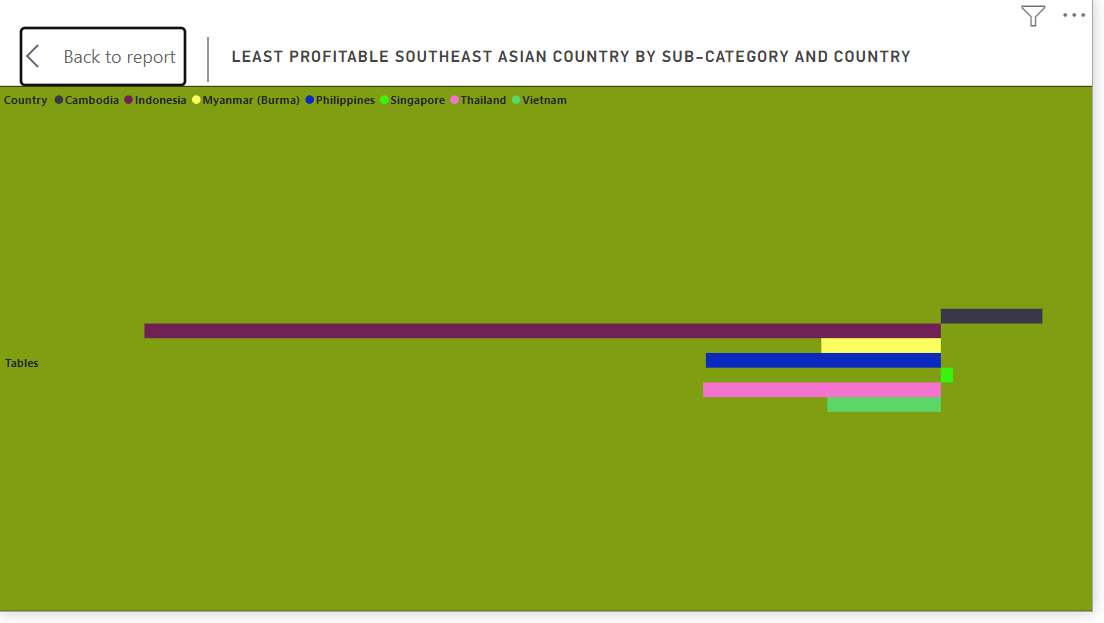 Back to report
LEAST PROFITABLE SOUTHEAST ASIAN COUNTRY BY SUB-CATEGORY AND COUNTRY
Country Cambodia Indonesia Myanmar (Burma) Philippines Singapore Thailand Vietnam
Tables